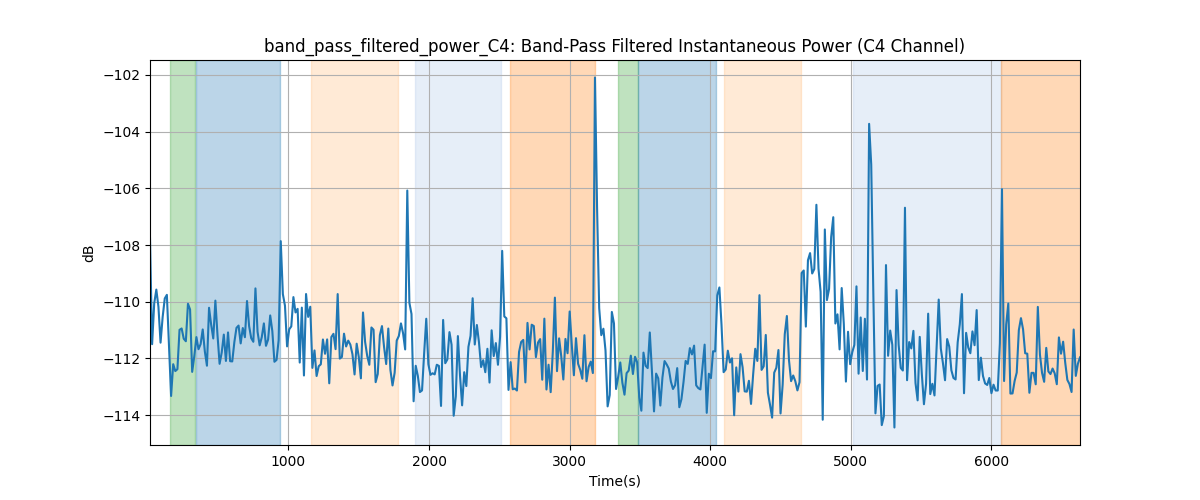 band_pass_filtered_power_C4: Band-Pass Filtered Instantaneous Power (C4 Channel)
−102
−104
−106
−108
−110
−112
−114
dB
1000 2000 3000 4000 5000 6000
Time(s)